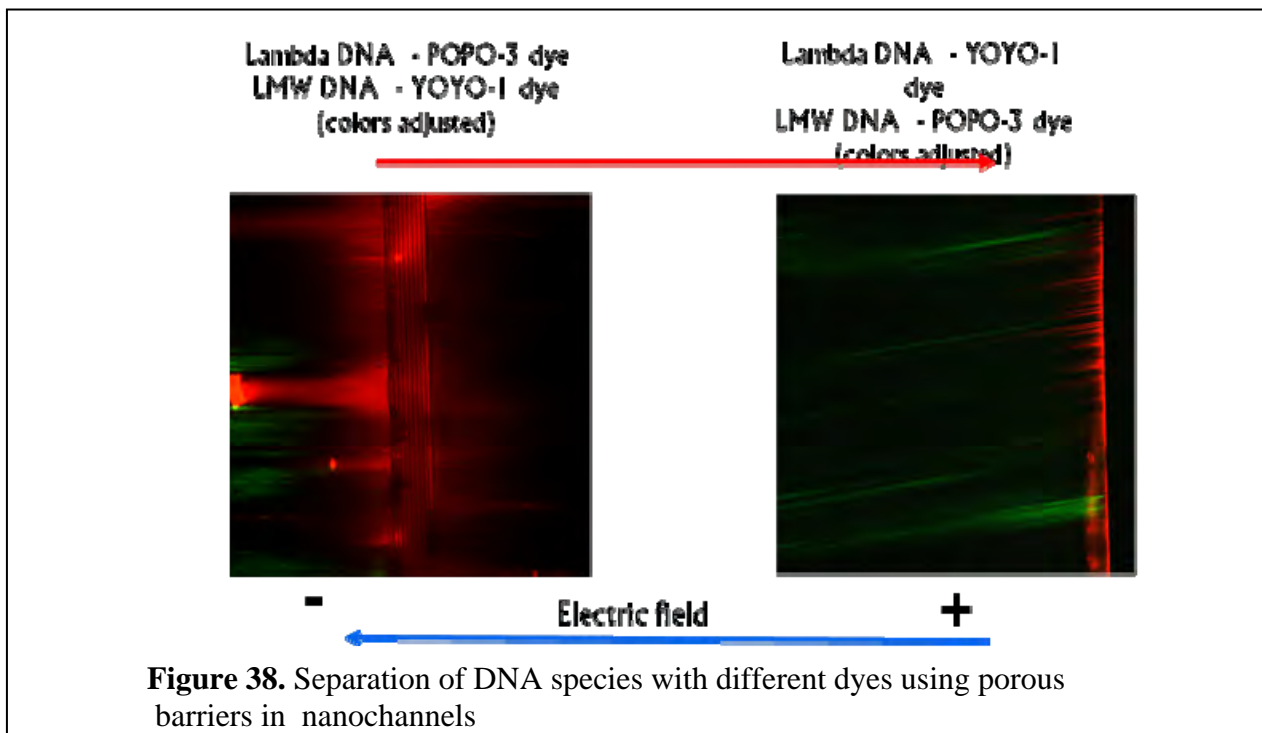 Lambda DNA - POPO-3 dye
LMW DNA - YOYO-1 dye
(colors adjusted)
Lambda DNA - YOYO-1
dye
LMW DNA - POPO-3 dye
(colors adjusted)
- Electric field +
Figure 38. Separation of DNA species with different dyes using porous
barriers in nanochannels